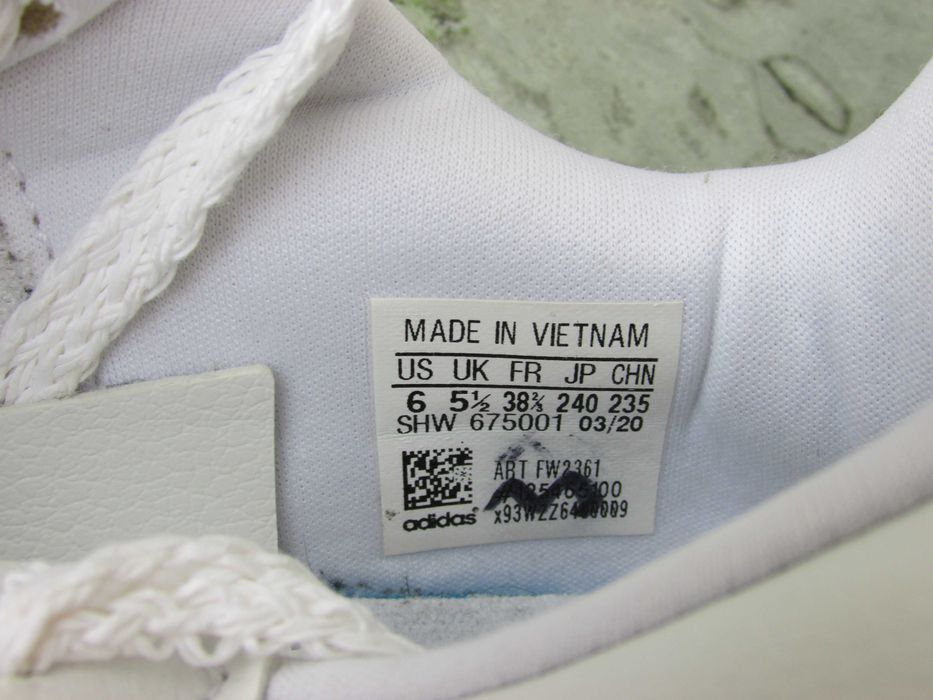 MADE IN VIETNAM
US UK FR JP CHN
6 5½ 38⅔ 240 235
SHW 675001 03/20
ART FW2361
adidas